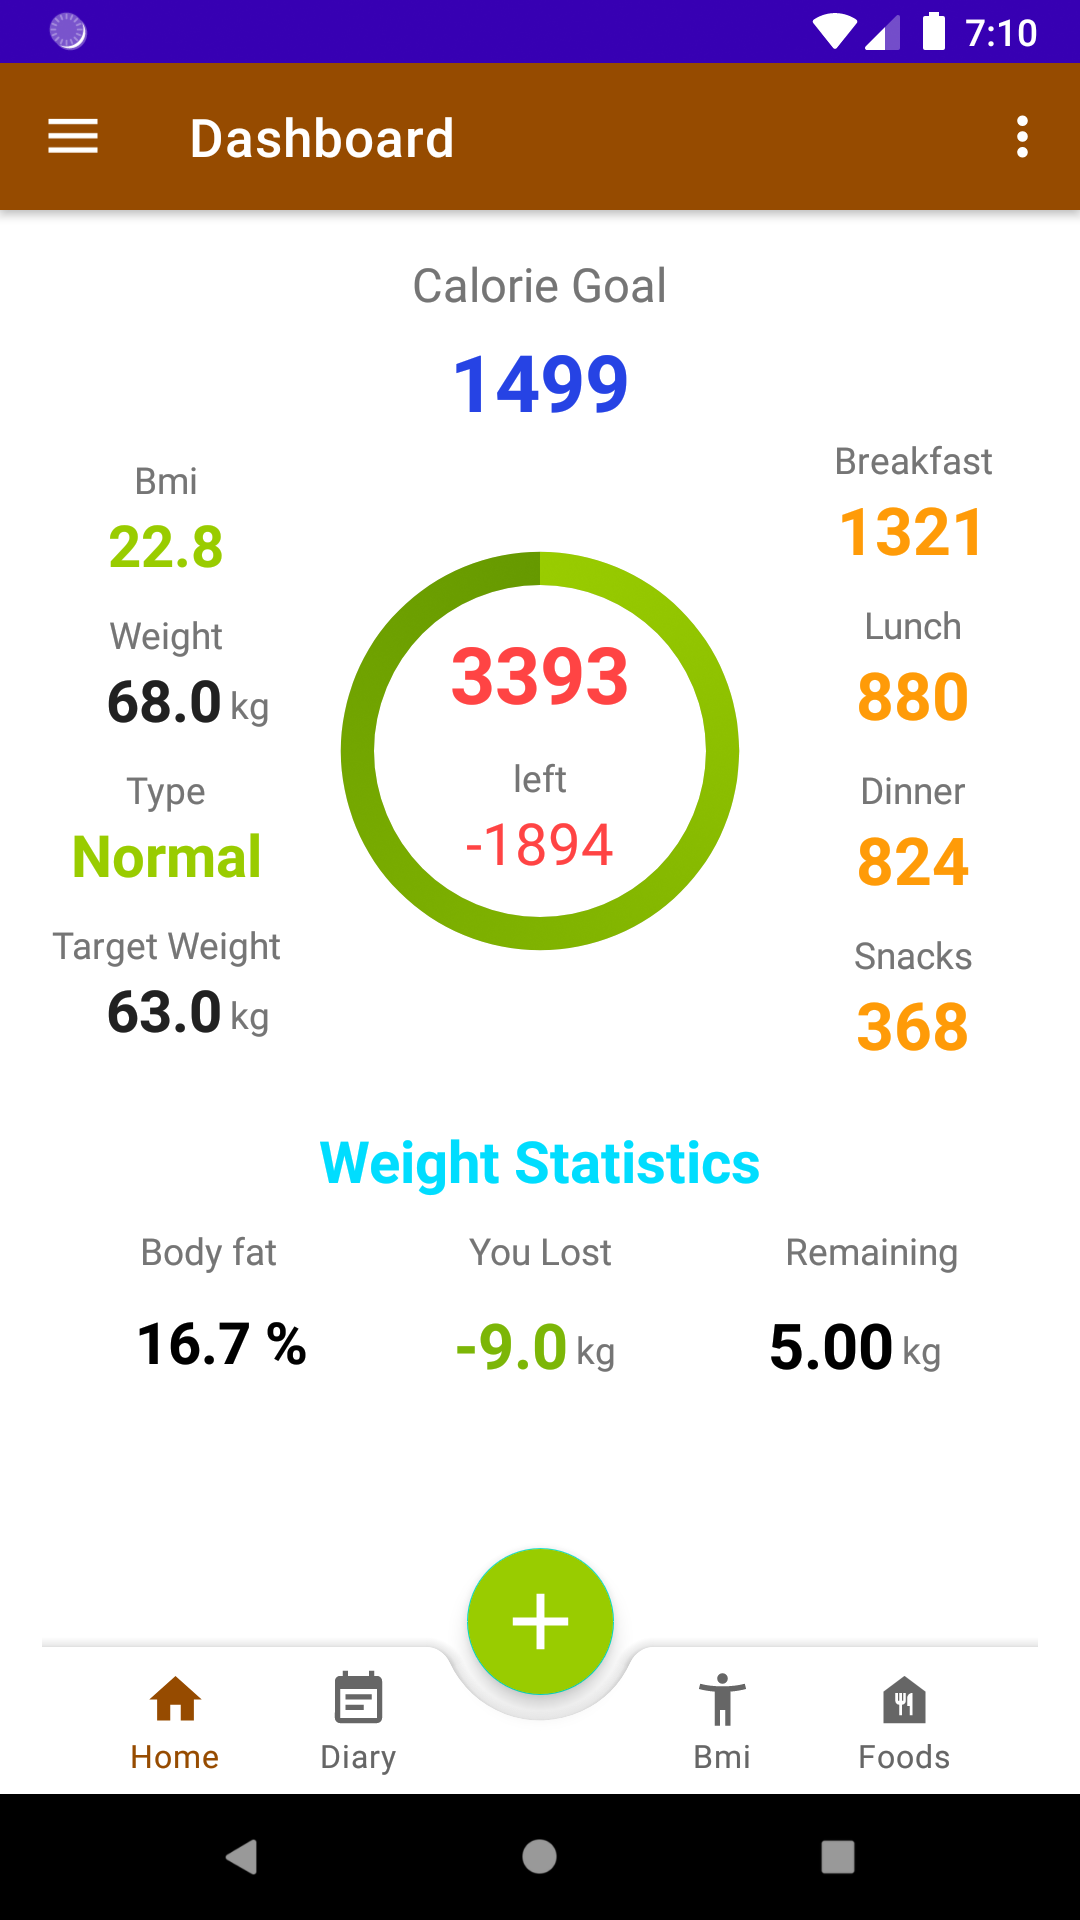 7:10
Dashboard
Calorie Goal
1499
Bmi
22.8
Weight
68.0 kg
Type
Normal
Target Weight
63.0 kg
3393
left
-1894
Breakfast
1321
Lunch
880
Dinner
824
Snacks
368
Weight Statistics
Body fat You Lost Remaining
16.7 % -9.0 kg 5.00 kg
Home Diary Bmi Foods